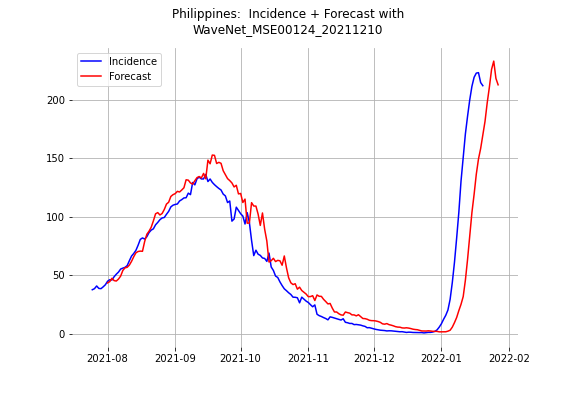 Philippines:  Incidence + Forecast with
WaveNet_MSE00124_20211210
Incidence
Forecast
200
150
100
50
0
2021-08 2021-09 2021-10 2021-11 2021-12 2022-01 2022-02